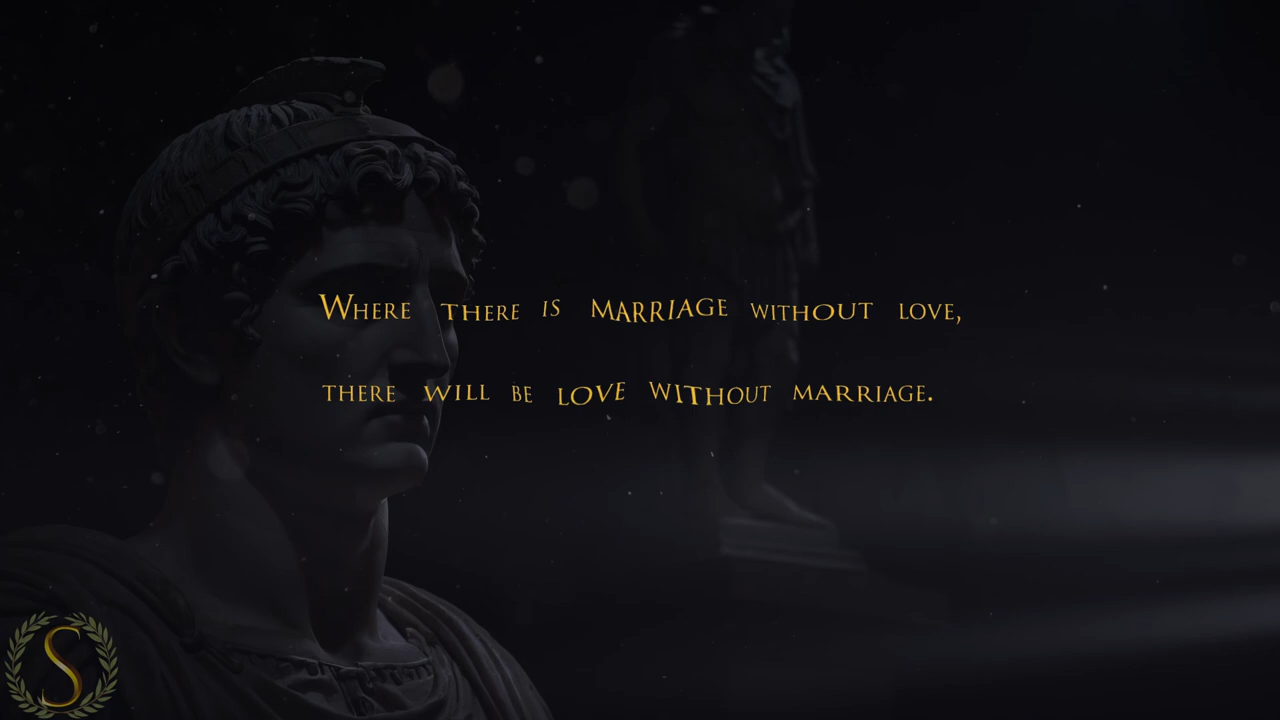 Where there is marriage without love,
there will be love without marriage.
S